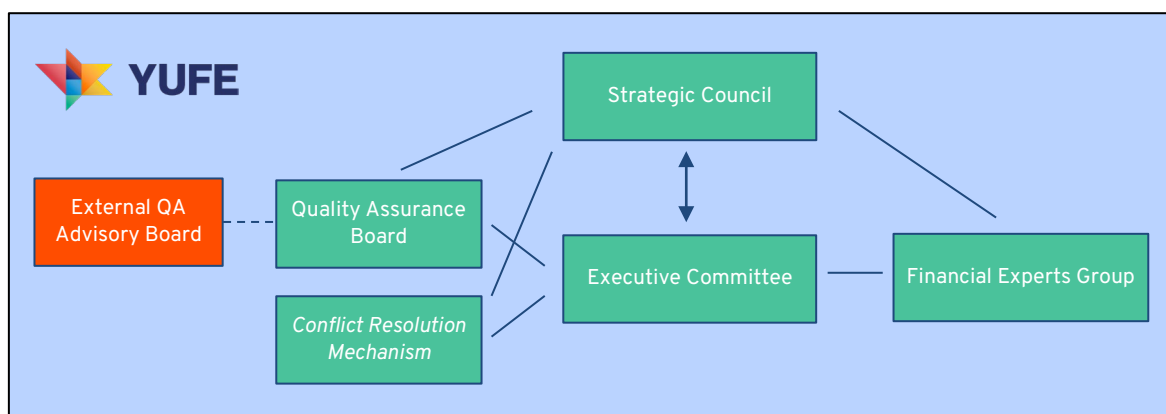 YUFE
Strategic Council
External QA
Advisory Board
Quality Assurance
Board
Executive Committee
Financial Experts Group
Conflict Resolution
Mechanism